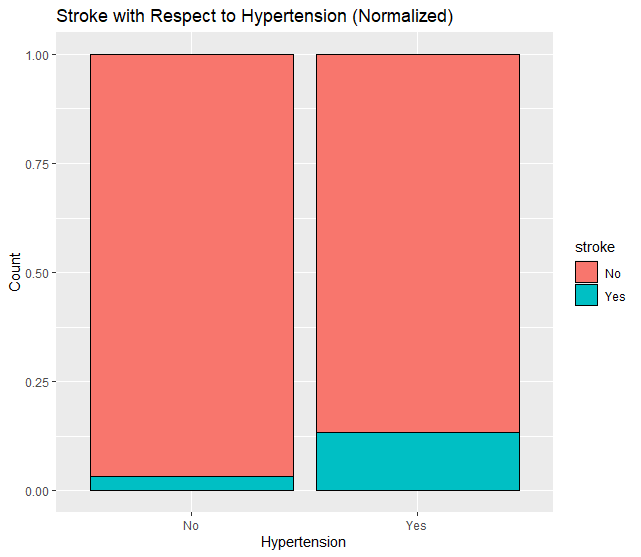 Stroke with Respect to Hypertension (Normalized)
1.00
0.75
0.50
0.25
0.00
Count
No
Yes
Hypertension
stroke
No
Yes